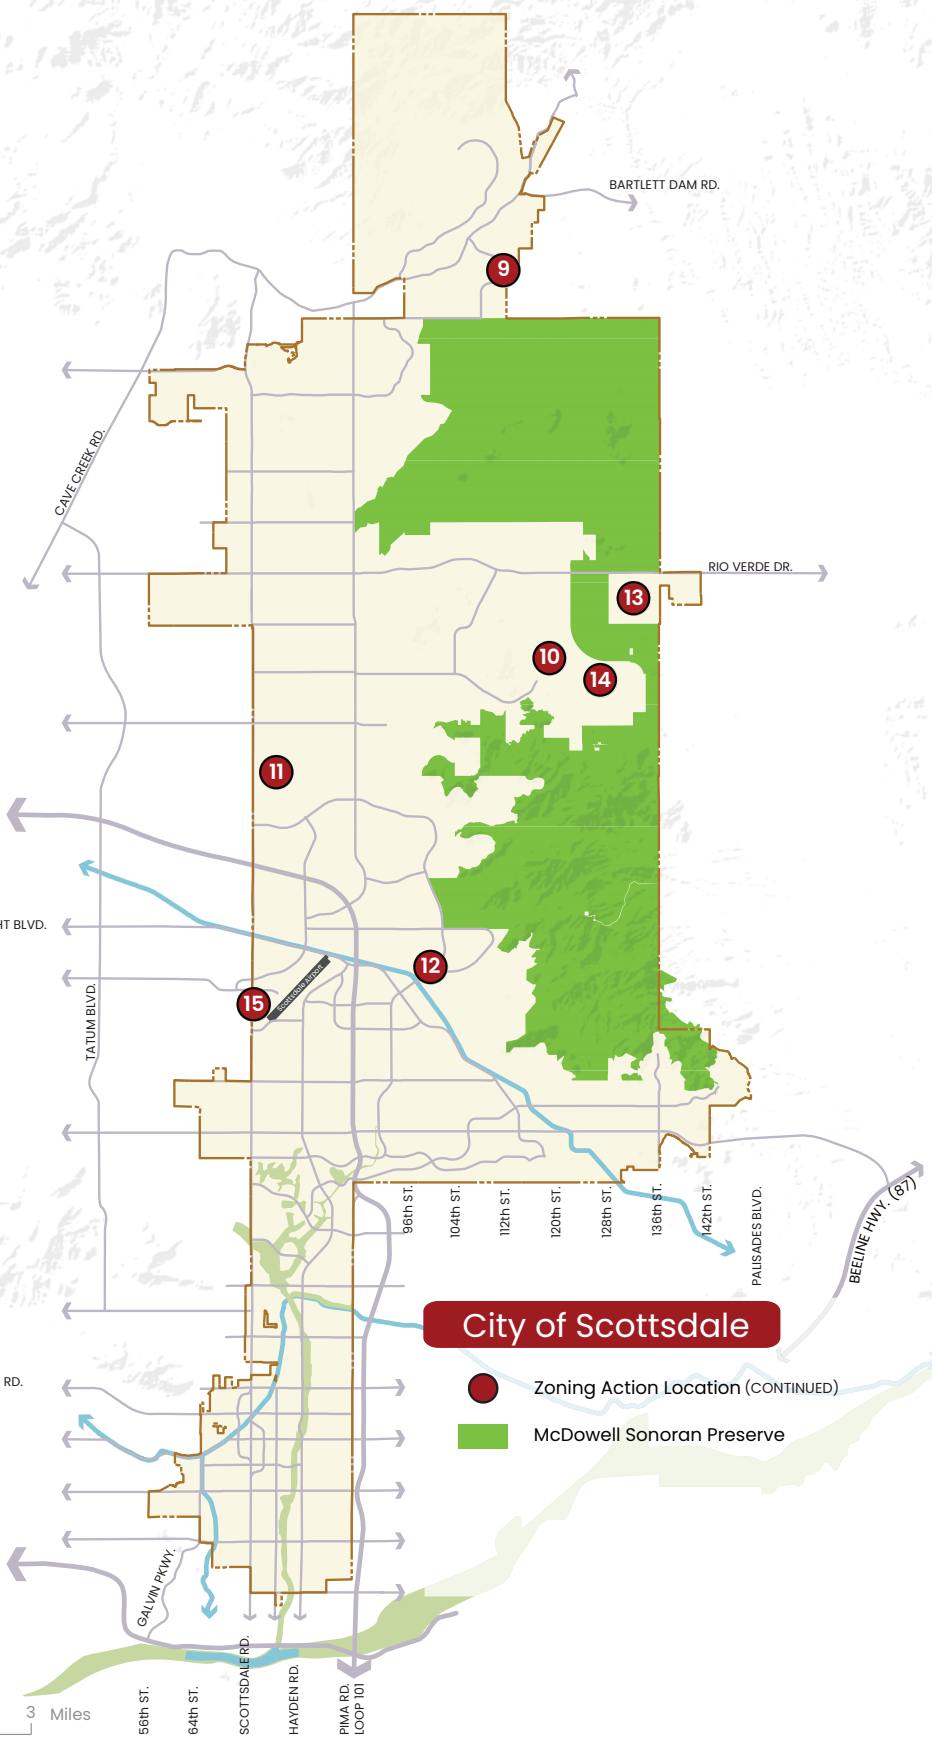 BARTLETT DAM RD.
9
CAVE CREEK RD.
RIO VERDE DR.
13
10
14
11
HT BLVD.
12
Scottsdale Airport
15
TATUM BLVD.
96th ST.
104th ST.
112th ST.
120th ST.
128th ST.
136th ST.
142th ST.
PALISADES BLVD.
BEELINE HWY. (87)
City of Scottsdale
RD.
Zoning Action Location (CONTINUED)
McDowell Sonoran Preserve
GALVIN PKWY.
3 Miles
56th ST.
64th ST.
SCOTTSDALE RD.
HAYDEN RD.
PIMA RD.
LOOP 101